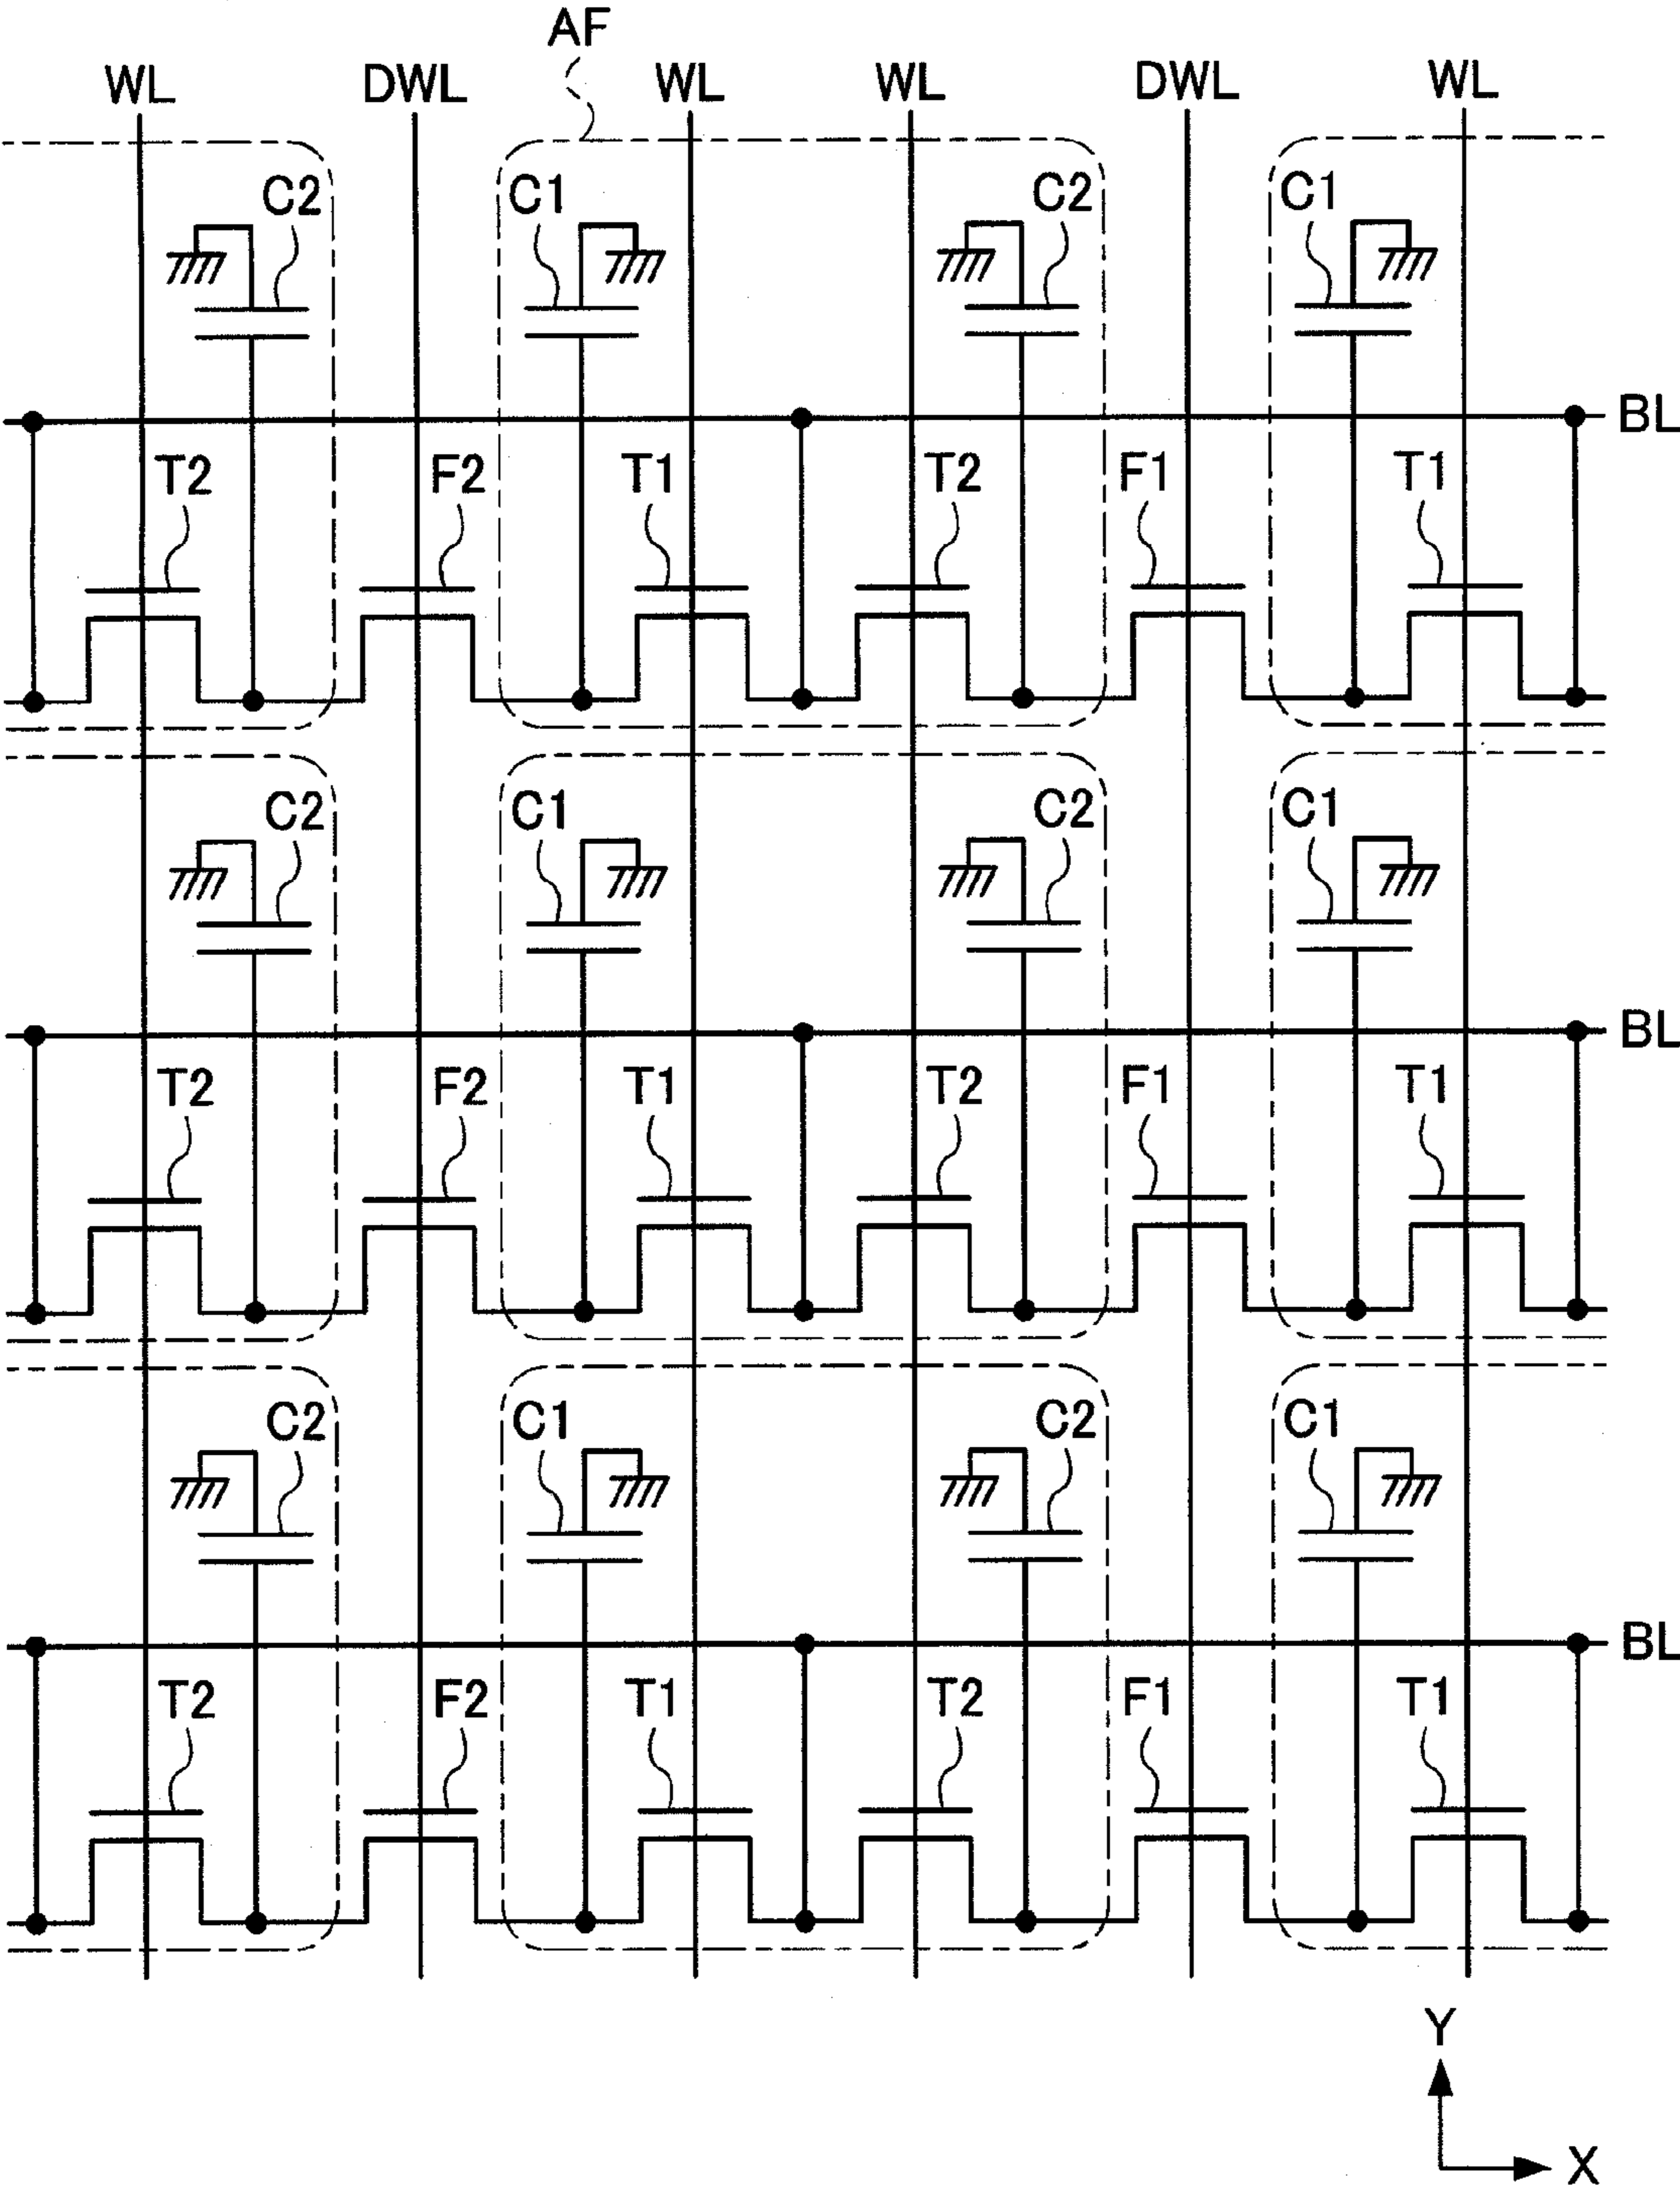 AF
WL DWL WL WL DWL WL
C2 C1 C2 C1
BL
T2 F2 T1 T2 F1 T1
C2 C1 C2 C1
BL
T2 F2 T1 T2 F1 T1
C2 C1 C2 C1
BL
T2 F2 T1 T2 F1 T1
Y
X